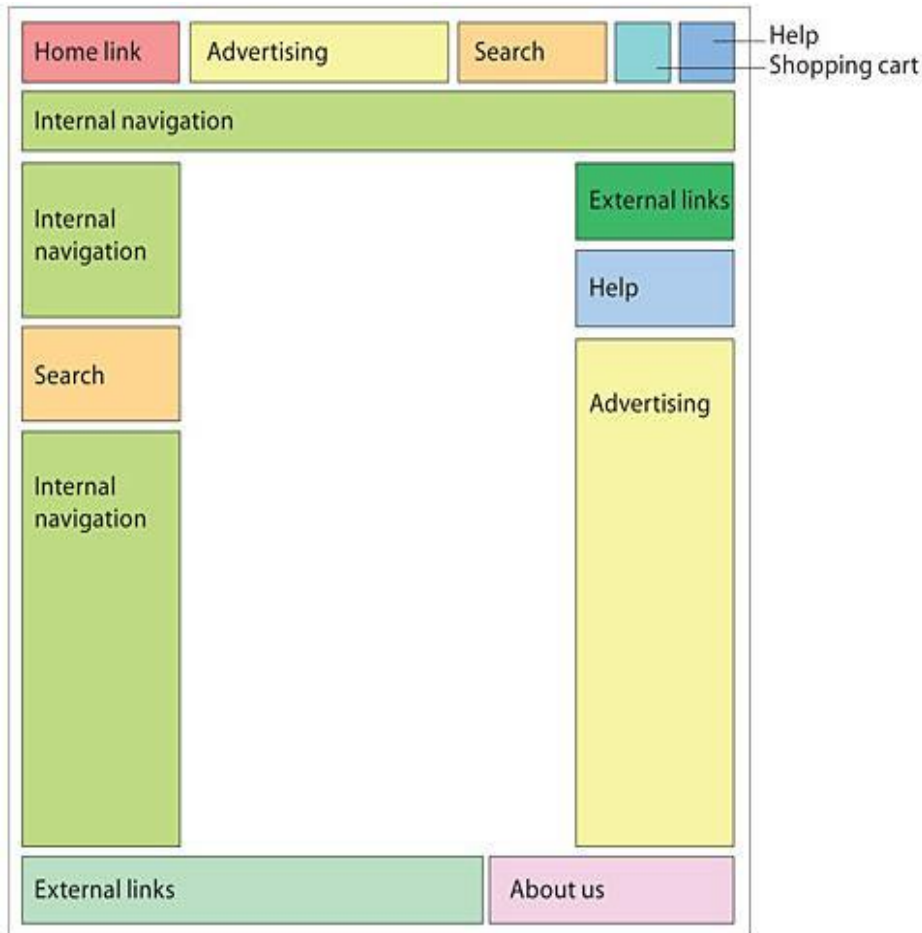 Home link
Advertising
Search
Help
Shopping cart
Internal navigation
Internal
navigation
External links
Help
Search
Advertising
Internal
navigation
External links
About us